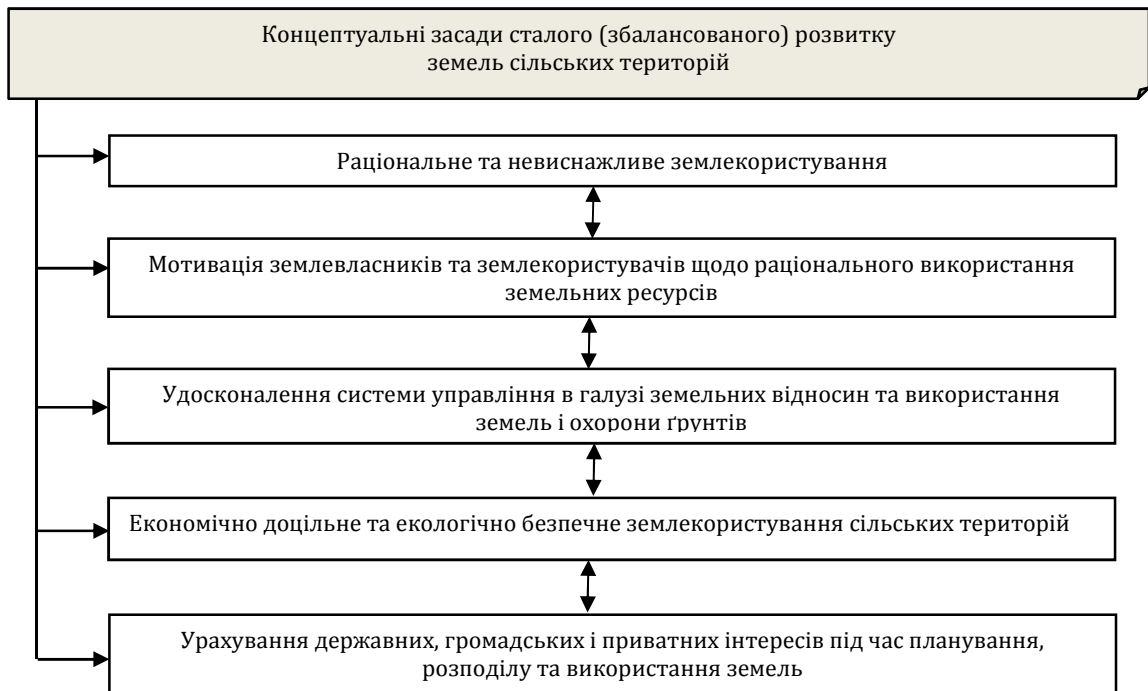 Концептуальні засади сталого (збалансованого) розвитку
земель сільських територій
Раціональне та невиснажливе землекористування
Мотивація землевласників та землекористувачів щодо раціонального використання
земельних ресурсів
Удосконалення системи управління в галузі земельних відносин та використання
земель і охорони ґрунтів
Економічно доцільне та екологічно безпечне землекористування сільських територій
Урахування державних, громадських і приватних інтересів під час планування,
розподілу та використання земель